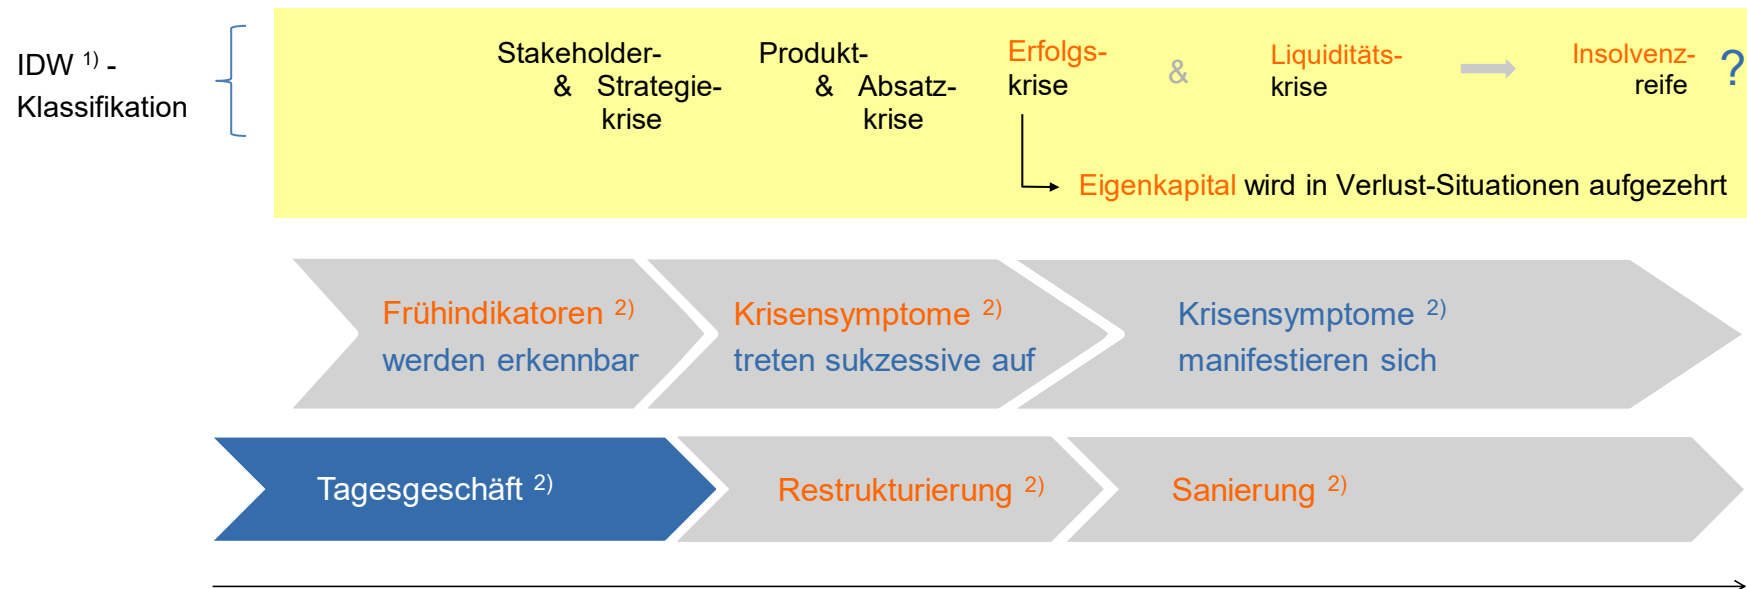 IDW 1) -
Klassifikation
Stakeholder-
& Strategie-
krise
Produkt-
& Absatz-
krise
Erfolgs-
krise
&
Liquiditäts-
krise
Insolvenz-
reife
?
Eigenkapital wird in Verlust-Situationen aufgezehrt
Frühindikatoren 2)
werden erkennbar
Krisensymptome 2)
treten sukzessive auf
Krisensymptome 2)
manifestieren sich
Tagesgeschäft 2)
Restrukturierung 2)
Sanierung 2)